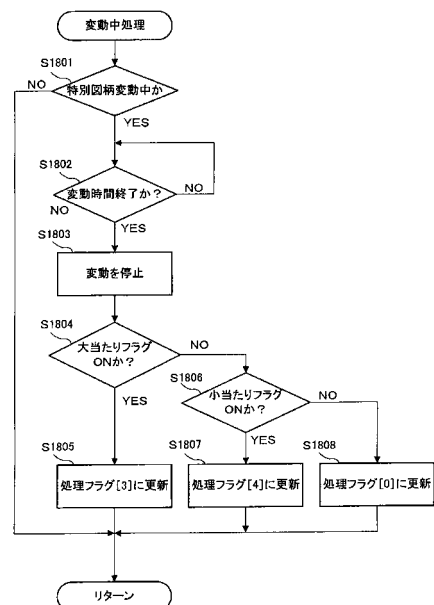 変動中処理
S1801
NO
特別図柄変動中か
YES
S1802
変動時間終了か?
NO
NO
YES
S1803
変動を停止
S1804
大当たりフラグ
ONか?
NO
YES
S1806
小当たりフラグ
ONか?
NO
YES
S1805
処理フラグ[3]に更新
S1807
処理フラグ[4]に更新
S1808
処理フラグ[0]に更新
リターン